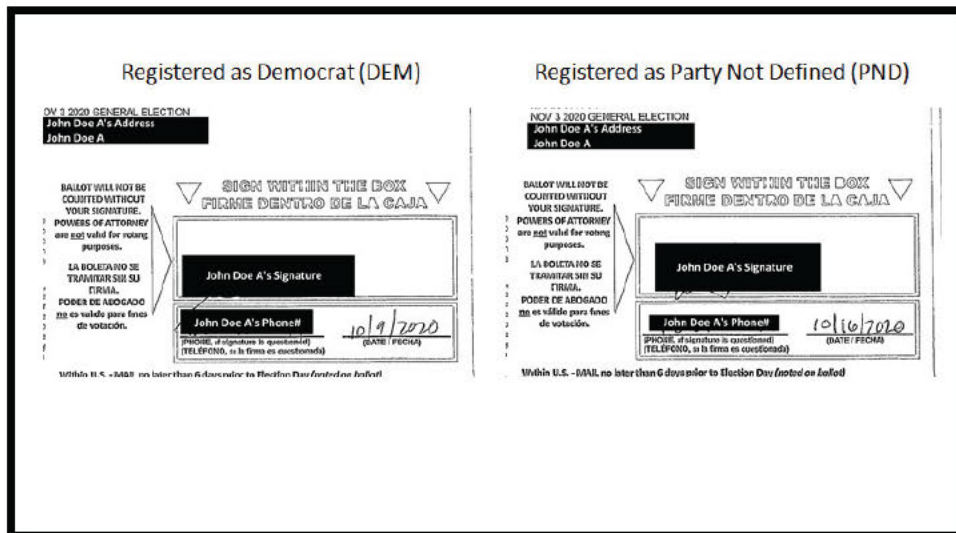 Registered as Democrat (DEM)
OV 3 2020 GENERAL ELECTION
John Doe A's Address
John Doe A
BALLOT WILL NOT BE
COUNTED WITHOUT
YOUR SIGNATURE.
POWERS OF ATTORNEY
are not valid for voting
purposes.
LA BOLETA NO SE
TRAMITAR SIN SU
FIRMA.
PODER DE ABOGADO
no es valido para fines
de votación.
SIGN WITHIN THE BOX
FIRME DENTRO DE LA CAJA
John Doe A's Signature
John Doe A's Phone#
10/9/2020
(PHONE, if signature is questioned)
(DATE / FECHA)
(TELÉFONO, si la firma es cuestionada)
Within U.S. - MAIL no later than 6 days prior to Election Day (noted on ballot)
Registered as Party Not Defined (PND)
NOV 3 2020 GENERAL ELECTION
John Doe A's Address
John Doe A
BALLOT WILL NOT BE
COUNTED WITHOUT
YOUR SIGNATURE.
POWERS OF ATTORNEY
are not valid for voting
purposes.
LA BOLETA NO SE
TRAMITAR SIN SU
FIRMA.
PODER DE ABOGADO
no es válido para fines
de votación.
SIGN WITHIN THE BOX
FIRME DENTRO DE LA CAJA
John Doe A's Signature
John Doe A's Phone#
10/16/2020
(PHONE, if signature is questioned)
(DATE / FECHA)
(TELÉFONO, si la firma es cuestionada)
Within U.S. - MAIL no later than 6 days prior to Election Day (noted on ballot)